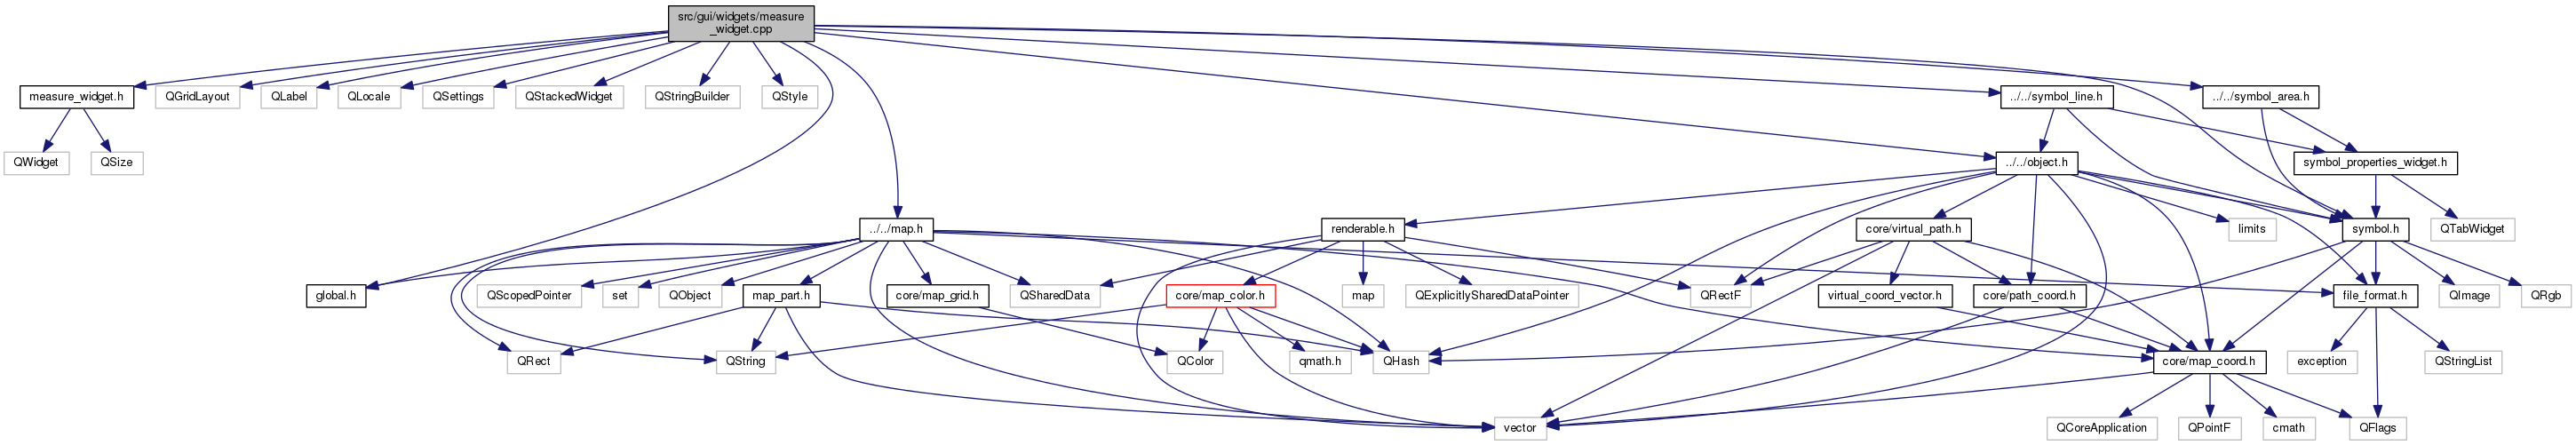 src/gui/widgets/measure
_widget.cpp
measure_widget.h
QGridLayout
QLabel
QLocale
QSettings
QStackedWidget
QStringBuilder
QStyle
../../symbol_line.h
../../symbol_area.h
QWidget
QSize
../../object.h
symbol_properties_widget.h
../../map.h
renderable.h
core/virtual_path.h
limits
symbol.h
QTabWidget
global.h
QScopedPointer
set
QObject
map_part.h
core/map_grid.h
QSharedData
core/map_color.h
map
QExplicitlySharedDataPointer
QRectF
virtual_coord_vector.h
core/path_coord.h
file_format.h
QImage
QRgb
QRect
QString
QColor
qmath.h
QHash
core/map_coord.h
exception
QStringList
vector
QCoreApplication
QPointF
cmath
QFlags